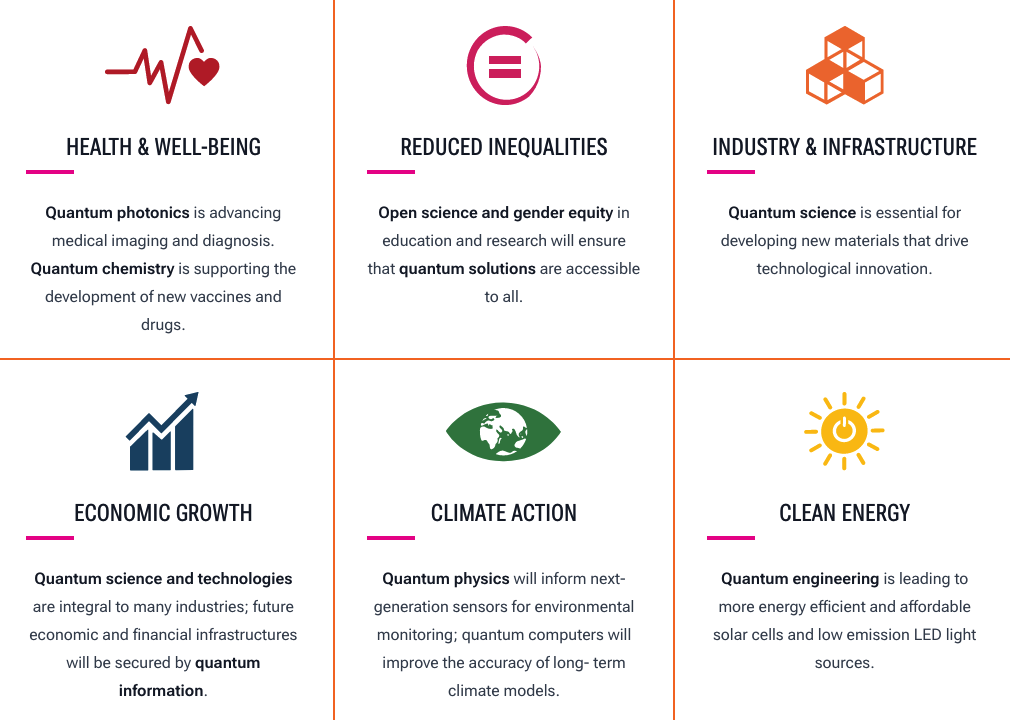 HEALTH & WELL-BEING
Quantum photonics is advancing
medical imaging and diagnosis.
Quantum chemistry is supporting the
development of new vaccines and
drugs.
REDUCED INEQUALITIES
Open science and gender equity in
education and research will ensure
that quantum solutions are accessible
to all.
INDUSTRY & INFRASTRUCTURE
Quantum science is essential for
developing new materials that drive
technological innovation.
ECONOMIC GROWTH
Quantum science and technologies
are integral to many industries; future
economic and financial infrastructures
will be secured by quantum
information.
CLIMATE ACTION
Quantum physics will inform next-
generation sensors for environmental
monitoring; quantum computers will
improve the accuracy of long- term
climate models.
CLEAN ENERGY
Quantum engineering is leading to
more energy efficient and affordable
solar cells and low emission LED light
sources.